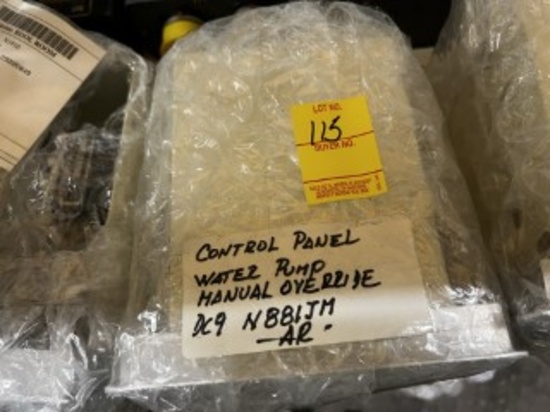 LOT NO.
115
BUYER NO.
CONTROL PANEL
WATER PUMP
MANUAL OVERRIDE
DC9 N881JM
—AR.